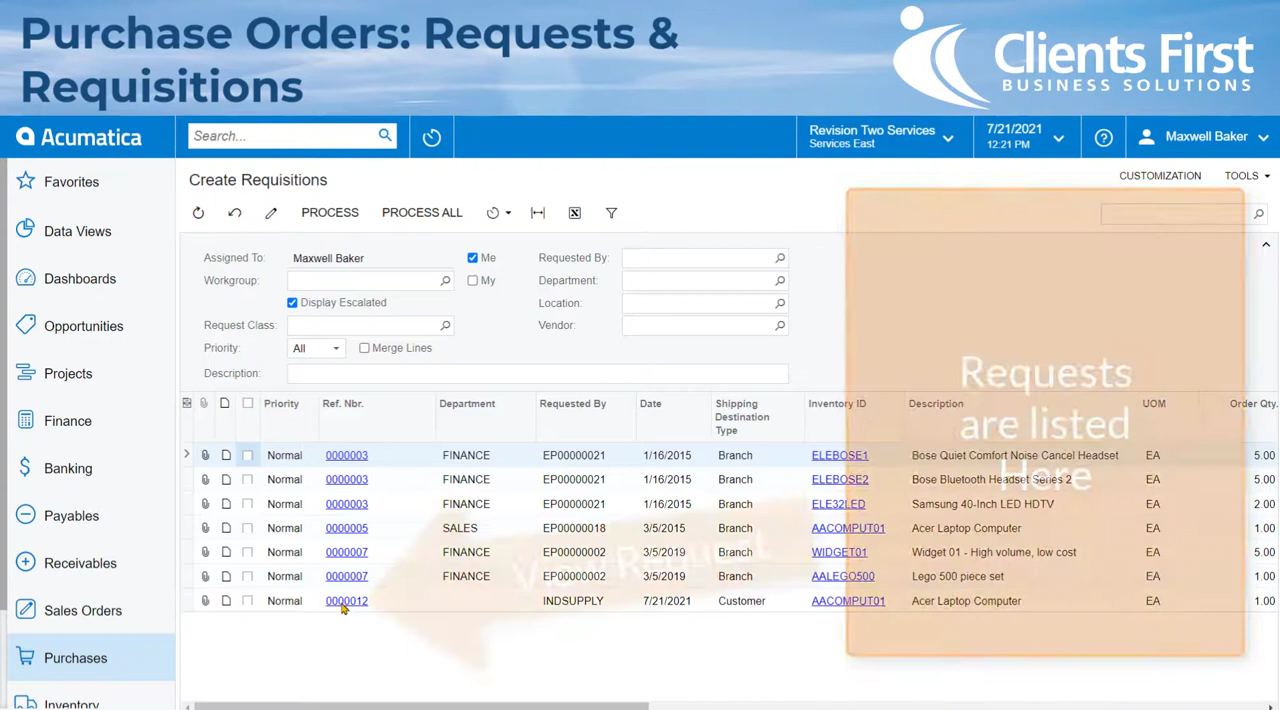 Purchase Orders: Requests &
Requisitions
Clients First
BUSINESS SOLUTIONS
Acumatica
Search...
Revision Two Services
Services East
7/21/2021
12:21 PM
Maxwell Baker
Favorites
Data Views
Dashboards
Opportunities
Projects
Finance
Banking
Payables
Receivables
Sales Orders
Purchases
Inventory
Create Requisitions
CUSTOMIZATION TOOLS
PROCESS PROCESS ALL
Assigned To: Maxwell Baker Me Requested By:
Workgroup: My Department:
Display Escalated Location:
Request Class: Vendor:
Priority: All Merge Lines
Description:
Priority Ref. Nbr. Department Requested By Date Shipping Destination Type Inventory ID Description UOM Order Qty.
Normal 0000003 FINANCE EP00000021 1/16/2015 Branch ELEBOSE1 Bose Quiet Comfort Noise Cancel Headset EA 5.00
Normal 0000003 FINANCE EP00000021 1/16/2015 Branch ELEBOSE2 Bose Bluetooth Headset Series 2 EA 5.00
Normal 0000003 FINANCE EP00000021 1/16/2015 Branch ELE32LED Samsung 40-Inch LED HDTV EA 2.00
Normal 0000005 SALES EP00000018 3/5/2015 Branch AACOMPUT01 Acer Laptop Computer EA 1.00
Normal 0000007 FINANCE EP00000002 3/5/2019 Branch WIDGET01 Widget 01 - High volume, low cost EA 5.00
Normal 0000007 FINANCE EP00000002 3/5/2019 Branch AALEGO500 Lego 500 piece set EA 1.00
Normal 0000012 INDSUPPLY 7/21/2021 Customer AACOMPUT01 Acer Laptop Computer EA 1.00
Requests
are listed
Here
View Request